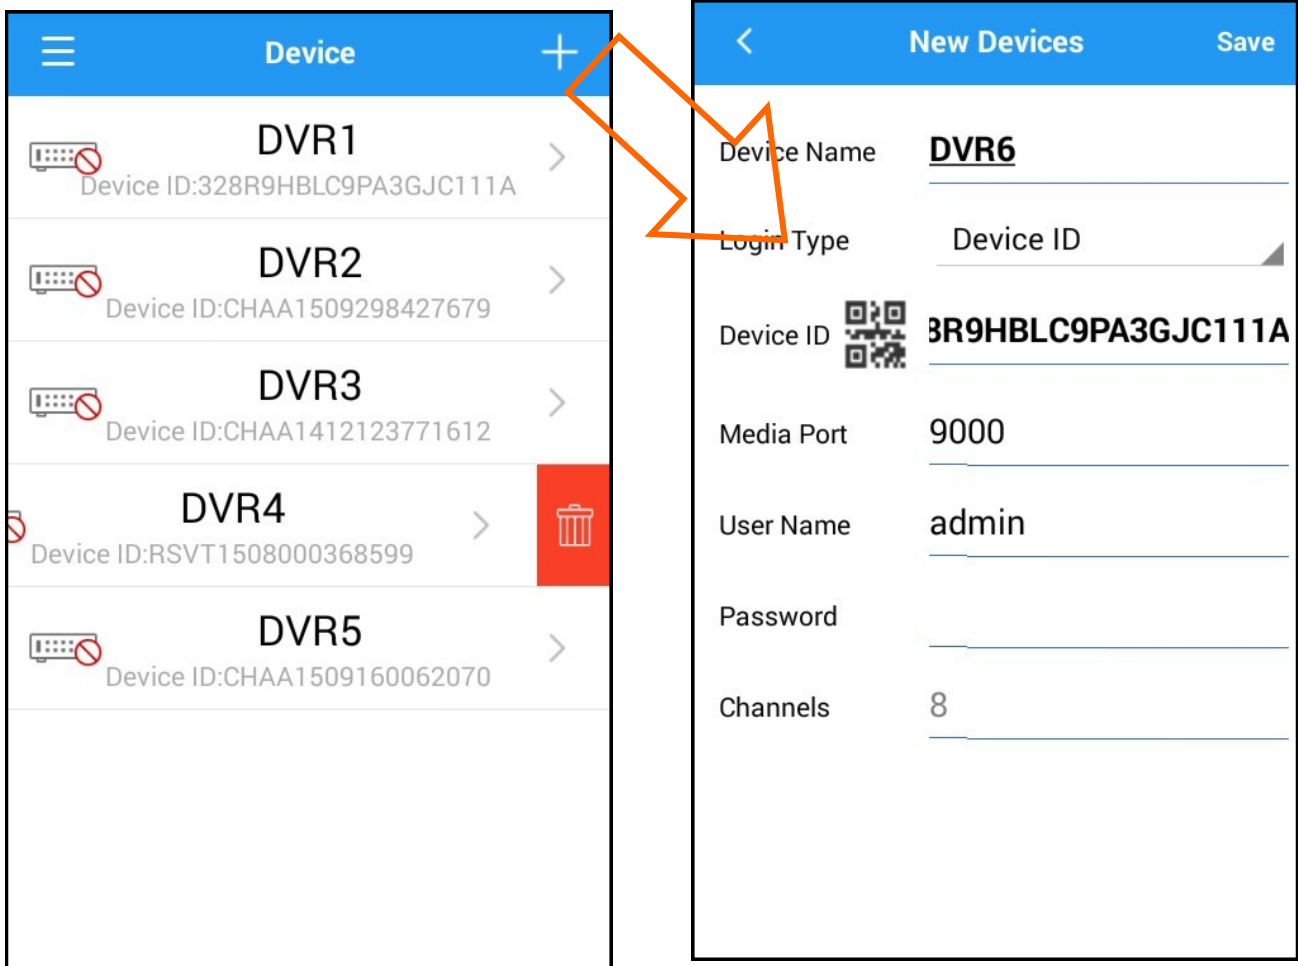 Device
DVR1
Device ID:328R9HBLC9PA3GJC111A
DVR2
Device ID:CHAA1509298427679
DVR3
Device ID:CHAA1412123771612
DVR4
Device ID:RSVT1508000368599
DVR5
Device ID:CHAA1509160062070
New Devices Save
Device Name DVR6
Login Type Device ID
Device ID 8R9HBLC9PA3GJC111A
Media Port 9000
User Name admin
Password
Channels 8